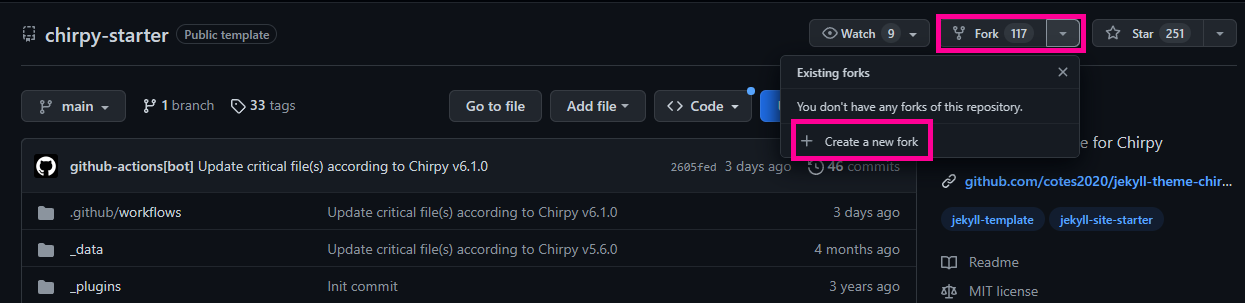 chirpy-starter Public template Watch 9 Fork 117 Star 251
Existing forks
You don't have any forks of this repository.
Create a new fork
main 1 branch 33 tags Go to file Add file Code
github-actions[bot] Update critical file(s) according to Chirpy v6.1.0 2605fed 3 days ago 46 commits
.github/workflows Update critical file(s) according to Chirpy v6.1.0 3 days ago
_data Update critical file(s) according to Chirpy v5.6.0 4 months ago
_plugins Init commit 3 years ago
e for Chirpy
github.com/cotes2020/jekyll-theme-chir...
jekyll-template jekyll-site-starter
Readme
MIT license